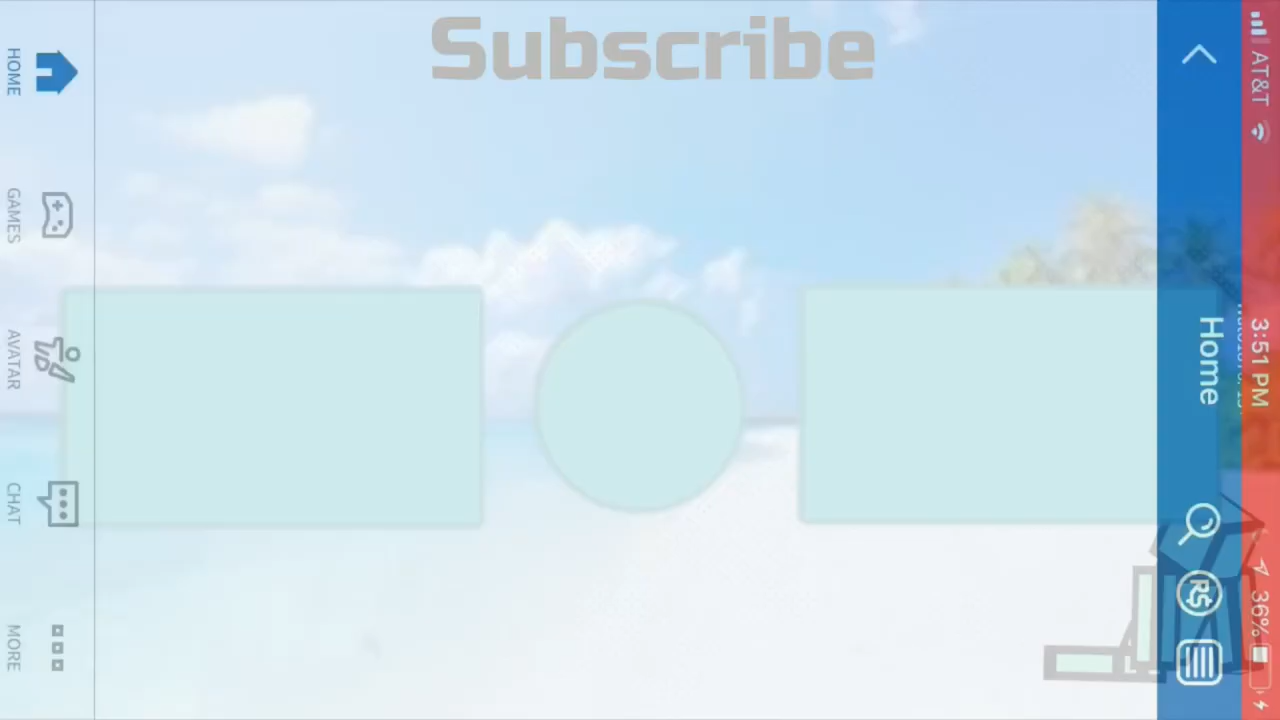 Subscribe
AT&T
3:51 PM
36%
Home
R$
HOME
GAMES
AVATAR
CHAT
MORE